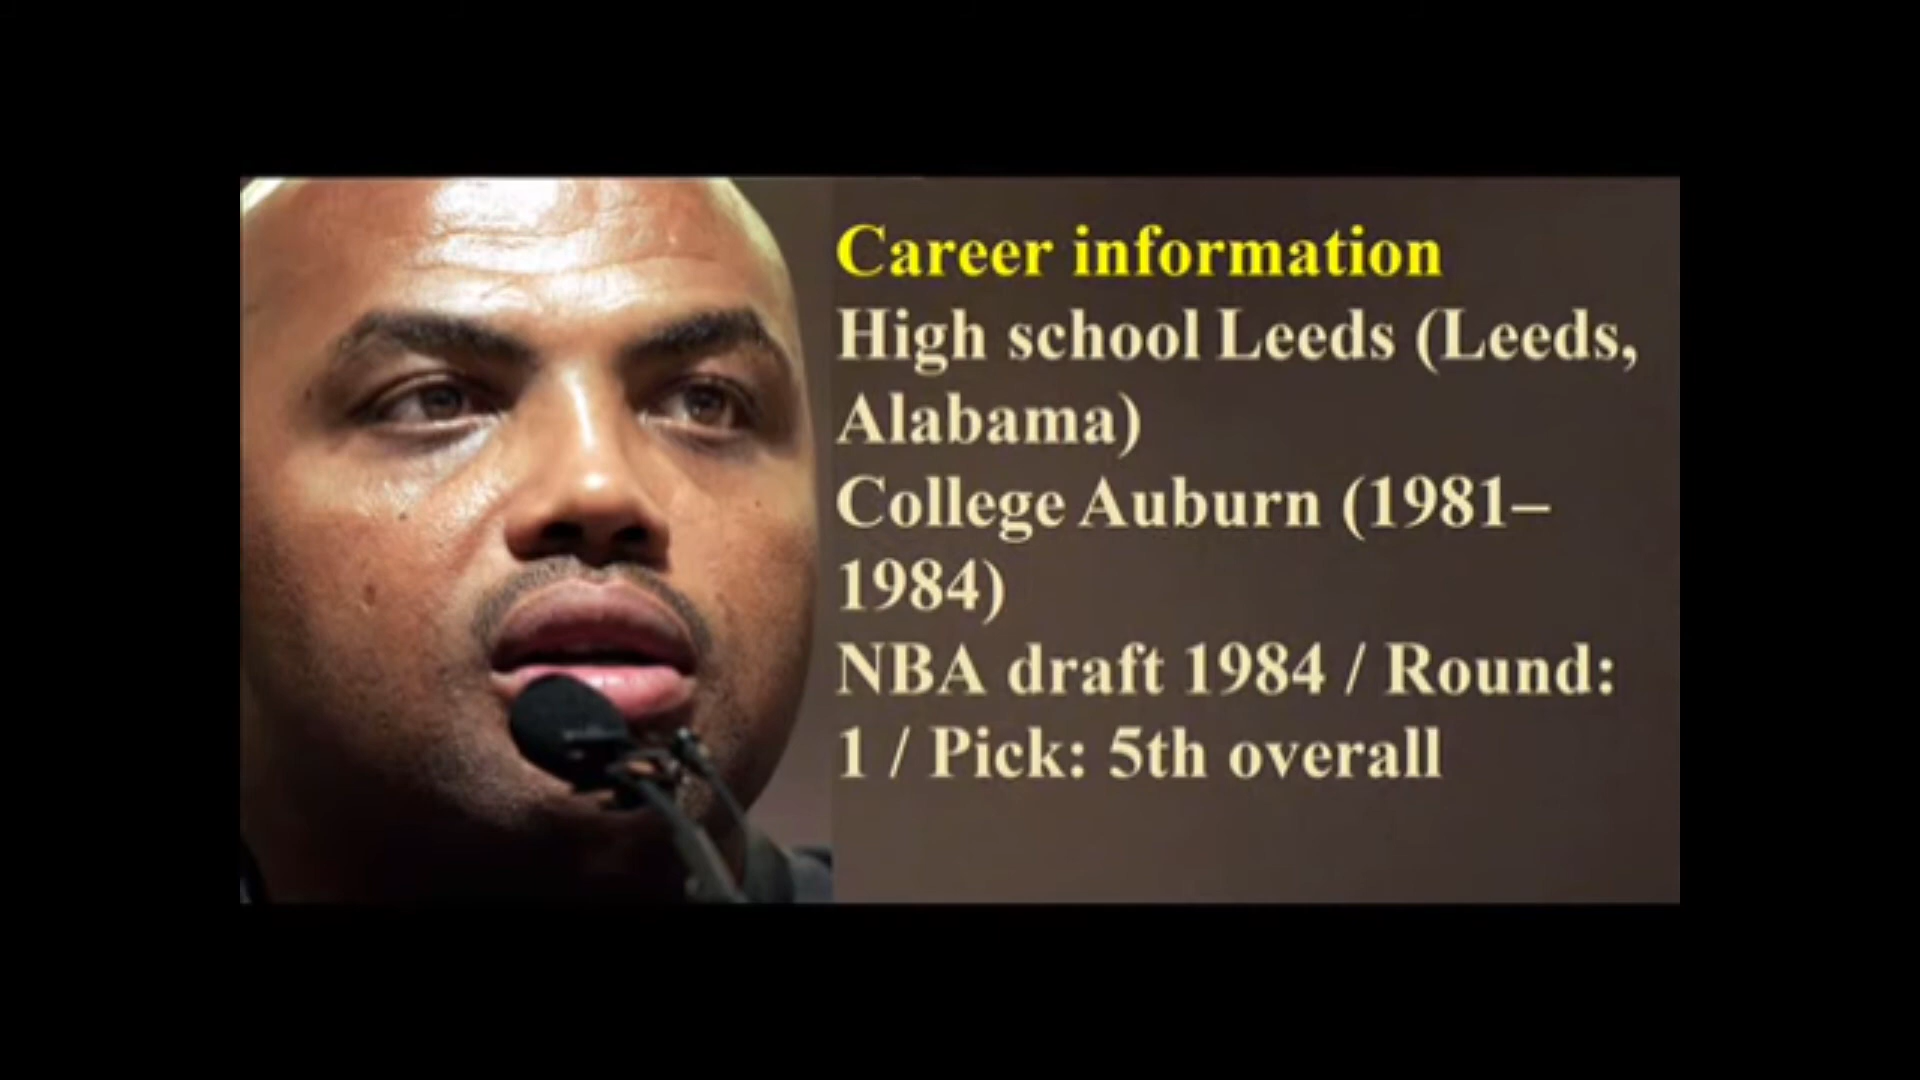 Career information
High school Leeds (Leeds,
Alabama)
College Auburn (1981–
1984)
NBA draft 1984 / Round:
1 / Pick: 5th overall